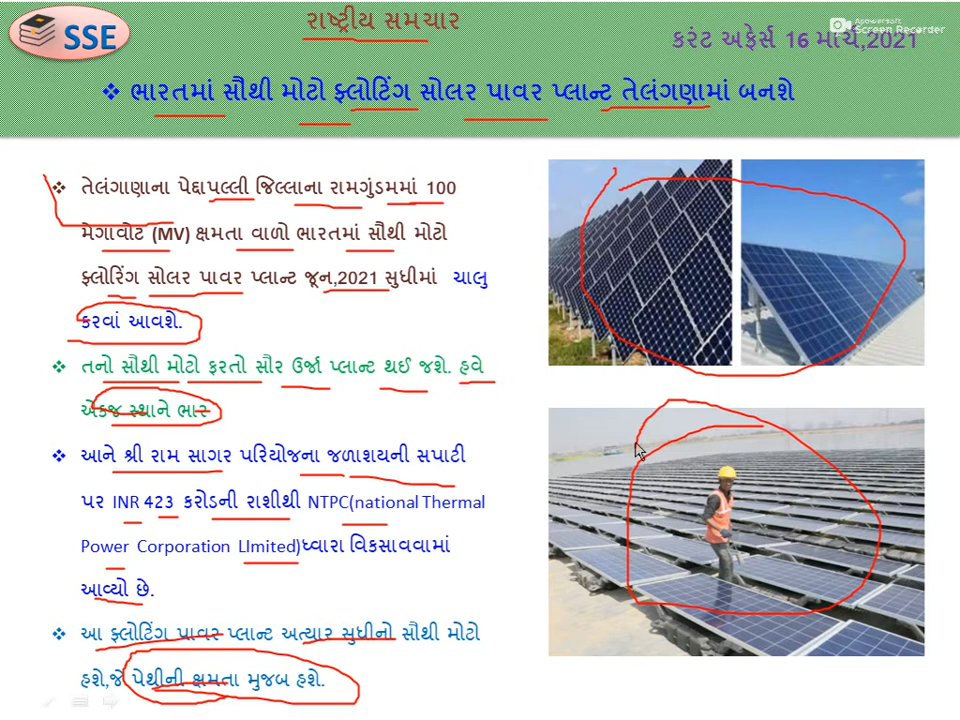 SSE
રાષ્ટ્રીય સમચાર
Apowersoft
Screen Recorder
કરંટ અફેર્સ 16 માર્ચ,2021
❖ ભારતમાં સૌથી મોટો ફ્લોટિંગ સોલર પાવર પ્લાન્ટ તેલંગણામાં બનશે
❖ તેલંગાણાના પેદ્દાપલ્લી જિલ્લાના રામગુંડમમાં 100
મેગાવોટ (MV) ક્ષમતા વાળો ભારતમાં સૌથી મોટો
ફ્લોરિંગ સોલર પાવર પ્લાન્ટ જૂન,2021 સુધીમાં ચાલુ
કરવાં આવશે.
❖ તનો સૌથી મોટો કરતો સૌર ઉર્જા પ્લાન્ટ થઈ જશે. હવે
એકજ સ્થાને ભાર
❖ આને શ્રી રામ સાગર પરિયોજના જળાશયની સપાટી
પર INR 423 કરોડની રાશીથી NTPC(national Thermal
Power Corporation LImited)ધ્વારા વિકસાવવામાં
આવ્યો છે.
❖ આ ફ્લોટિંગ પાવર પ્લાન્ટ અત્યાર સુધીનો સૌથી મોટો
હશે,જે પેથીની ક્ષમતા મુજબ હશે.